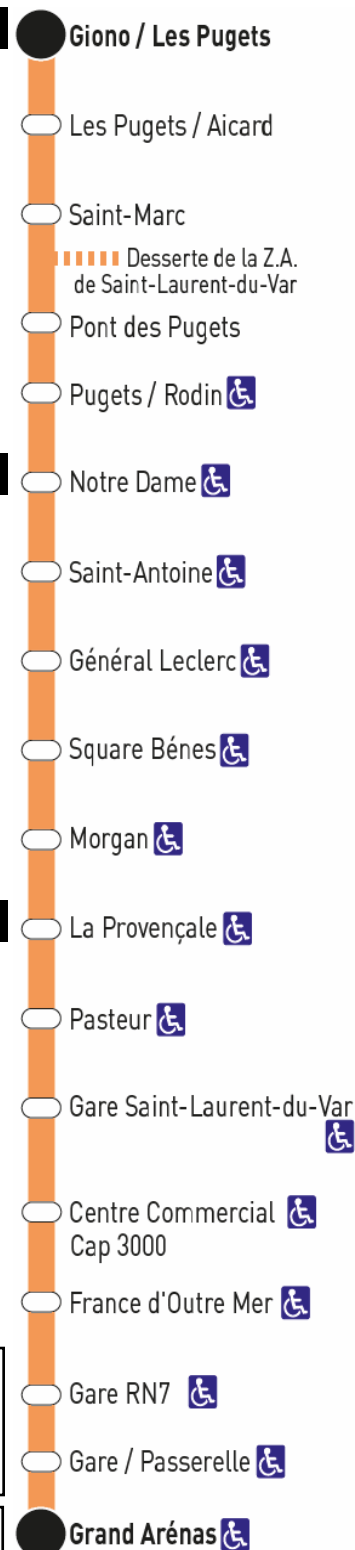 Giono / Les Pugets
Les Pugets / Aicard
Saint-Marc
Desserte de la Z.A.
de Saint-Laurent-du-Var
Pont des Pugets
Pugets / Rodin
Notre Dame
Saint-Antoine
Général Leclerc
Square Bénes
Morgan
La Provençale
Pasteur
Gare Saint-Laurent-du-Var
Centre Commercial
Cap 3000
France d'Outre Mer
Gare RN7
Gare / Passerelle
Grand Arénas